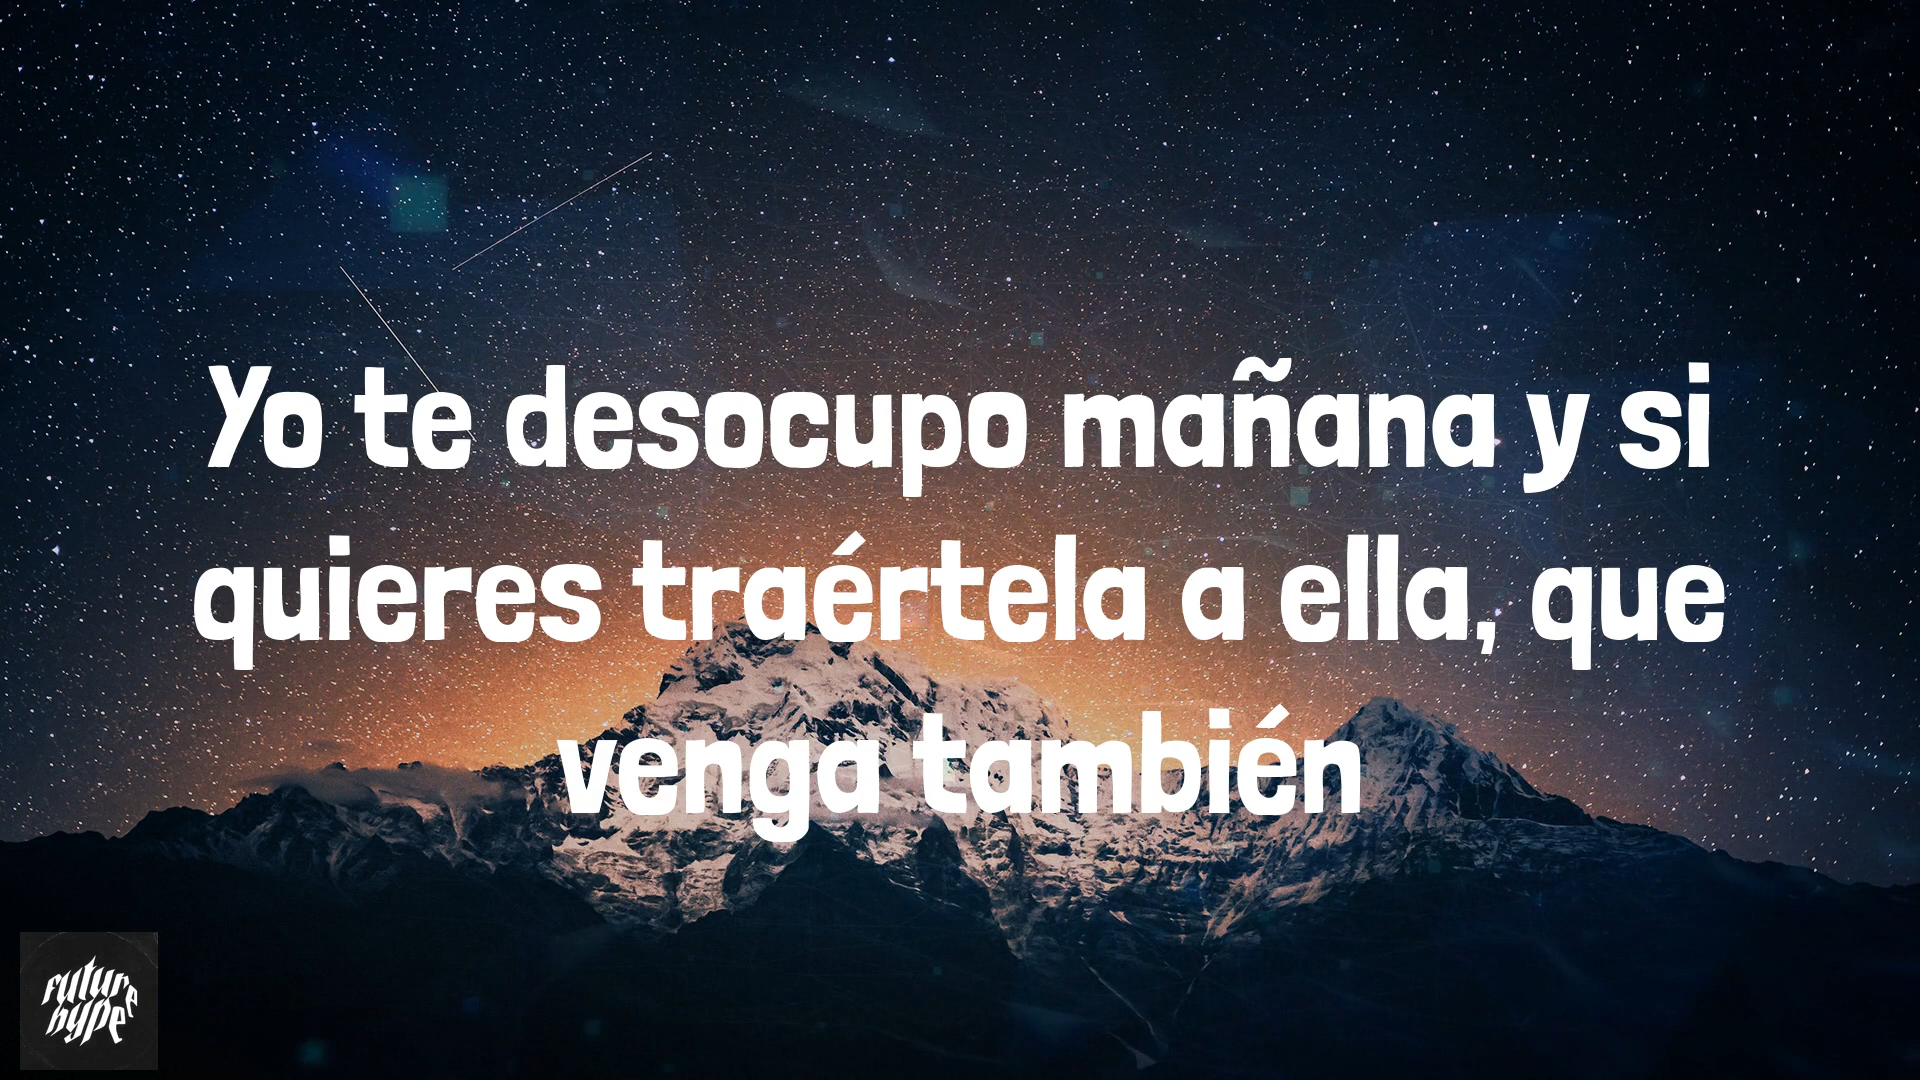 Yo te desocupo mañana y si
quieres traértela a ella, que
venga también
future
hype